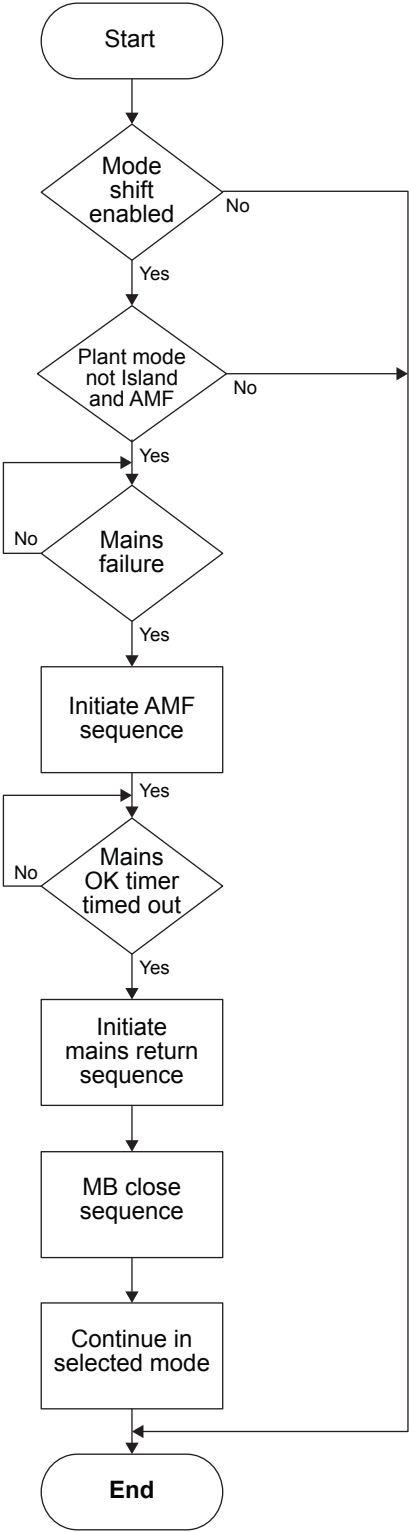 Start
Mode
shift
enabled
No
Yes
Plant mode
not Island
and AMF
No
Yes
No
Mains
failure
Yes
Initiate AMF
sequence
Yes
No
Mains
OK timer
timed out
Yes
Initiate
mains return
sequence
MB close
sequence
Continue in
selected mode
End